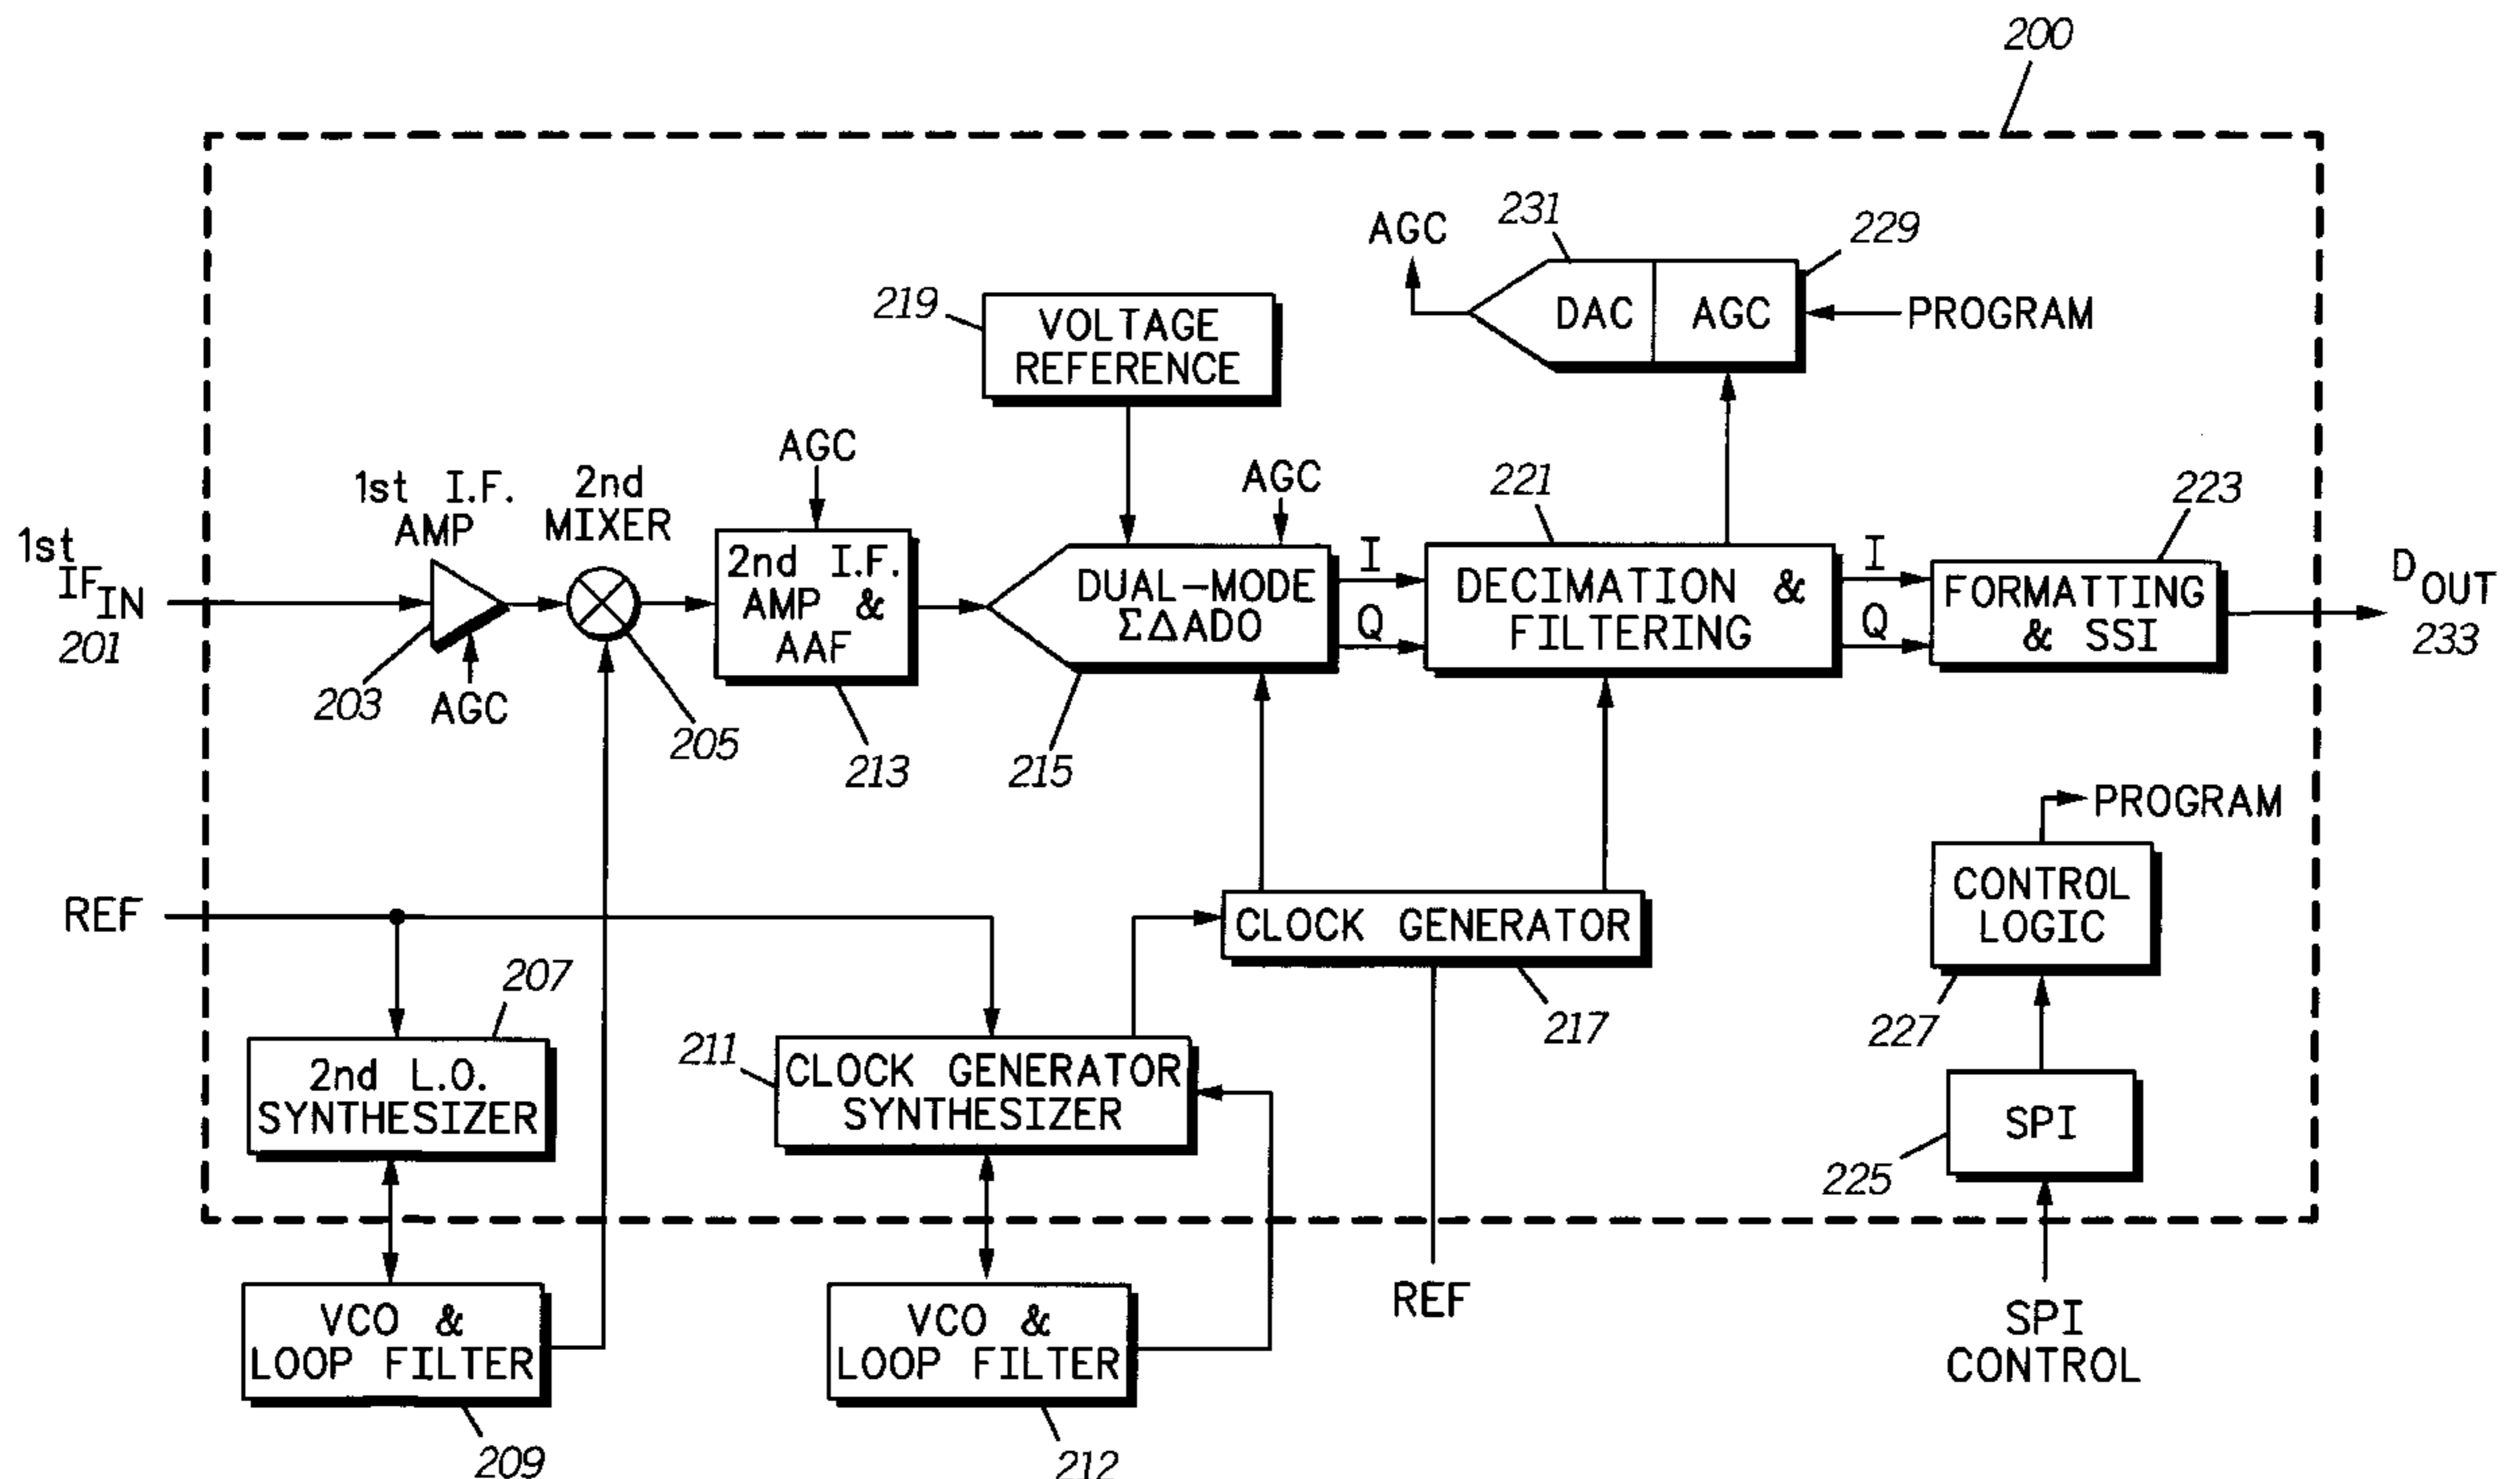 200
231
AGC
229
DAC
AGC
PROGRAM
219
VOLTAGE
REFERENCE
AGC
AGC
1st I.F.
AMP
2nd
MIXER
221
223
1st
IF IN
201
2nd I.F.
AMP &
AAF
DUAL-MODE
ΣΔADO
I
Q
DECIMATION &
FILTERING
I
Q
FORMATTING
& SSI
D OUT
233
203
AGC
205
213
215
PROGRAM
CONTROL
LOGIC
REF
CLOCK GENERATOR
207
217
227
211
2nd L.O.
SYNTHESIZER
CLOCK GENERATOR
SYNTHESIZER
SPI
225
VCO &
LOOP FILTER
VCO &
LOOP FILTER
REF
SPI
CONTROL
209
212